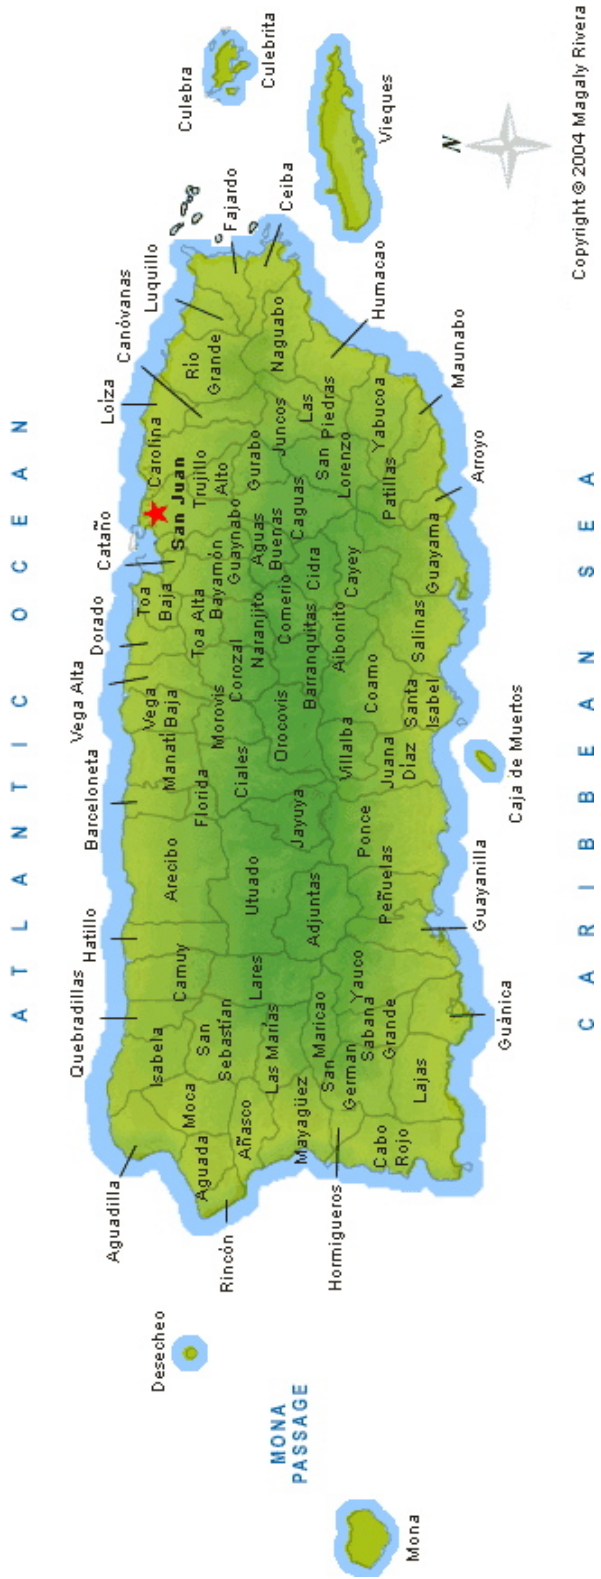 ATLANTIC OCEAN
Quebradillas
Hatillo
Barceloneta
Vega Alta
Dorado
Cataño
Loíza
Canóvanas
Luquillo
Fajardo
Ceiba
Culebra
Culebrita
Vieques
Aguadilla
Isabela
Camuy
Arecibo
Manatí
Vega
Baja
Toa
Baja
San Juan
Carolina
Río
Grande
Aguada
Moca
San
Sebastián
Florida
Morovis
Toa Alta
Bayamón
Trujillo
Alto
Rincón
Añasco
Las Marías
Lares
Utuado
Ciales
Corozal
Naranjito
Guaynabo
Aguas
Buenas
Gurabo
Juncos
Naguabo
Desecheo
Mayagüez
Maricao
Adjuntas
Jayuya
Orocovis
Barranquitas
Comerio
Cidra
Caguas
San
Lorenzo
Las
Piedras
Humacao
Hormigueros
San
German
Sabana
Grande
Yauco
Peñuelas
Ponce
Villalba
Juana
Díaz
Coamo
Aibonito
Cayey
Patillas
Yabucoa
Maunabo
Cabo
Rojo
Lajas
Guánica
Guayanilla
Santa
Isabel
Salinas
Guayama
Arroyo
Caja de Muertos
MONA
PASSAGE
Mona
CARIBBEAN SEA
N
Copyright © 2004 Magaly Rivera